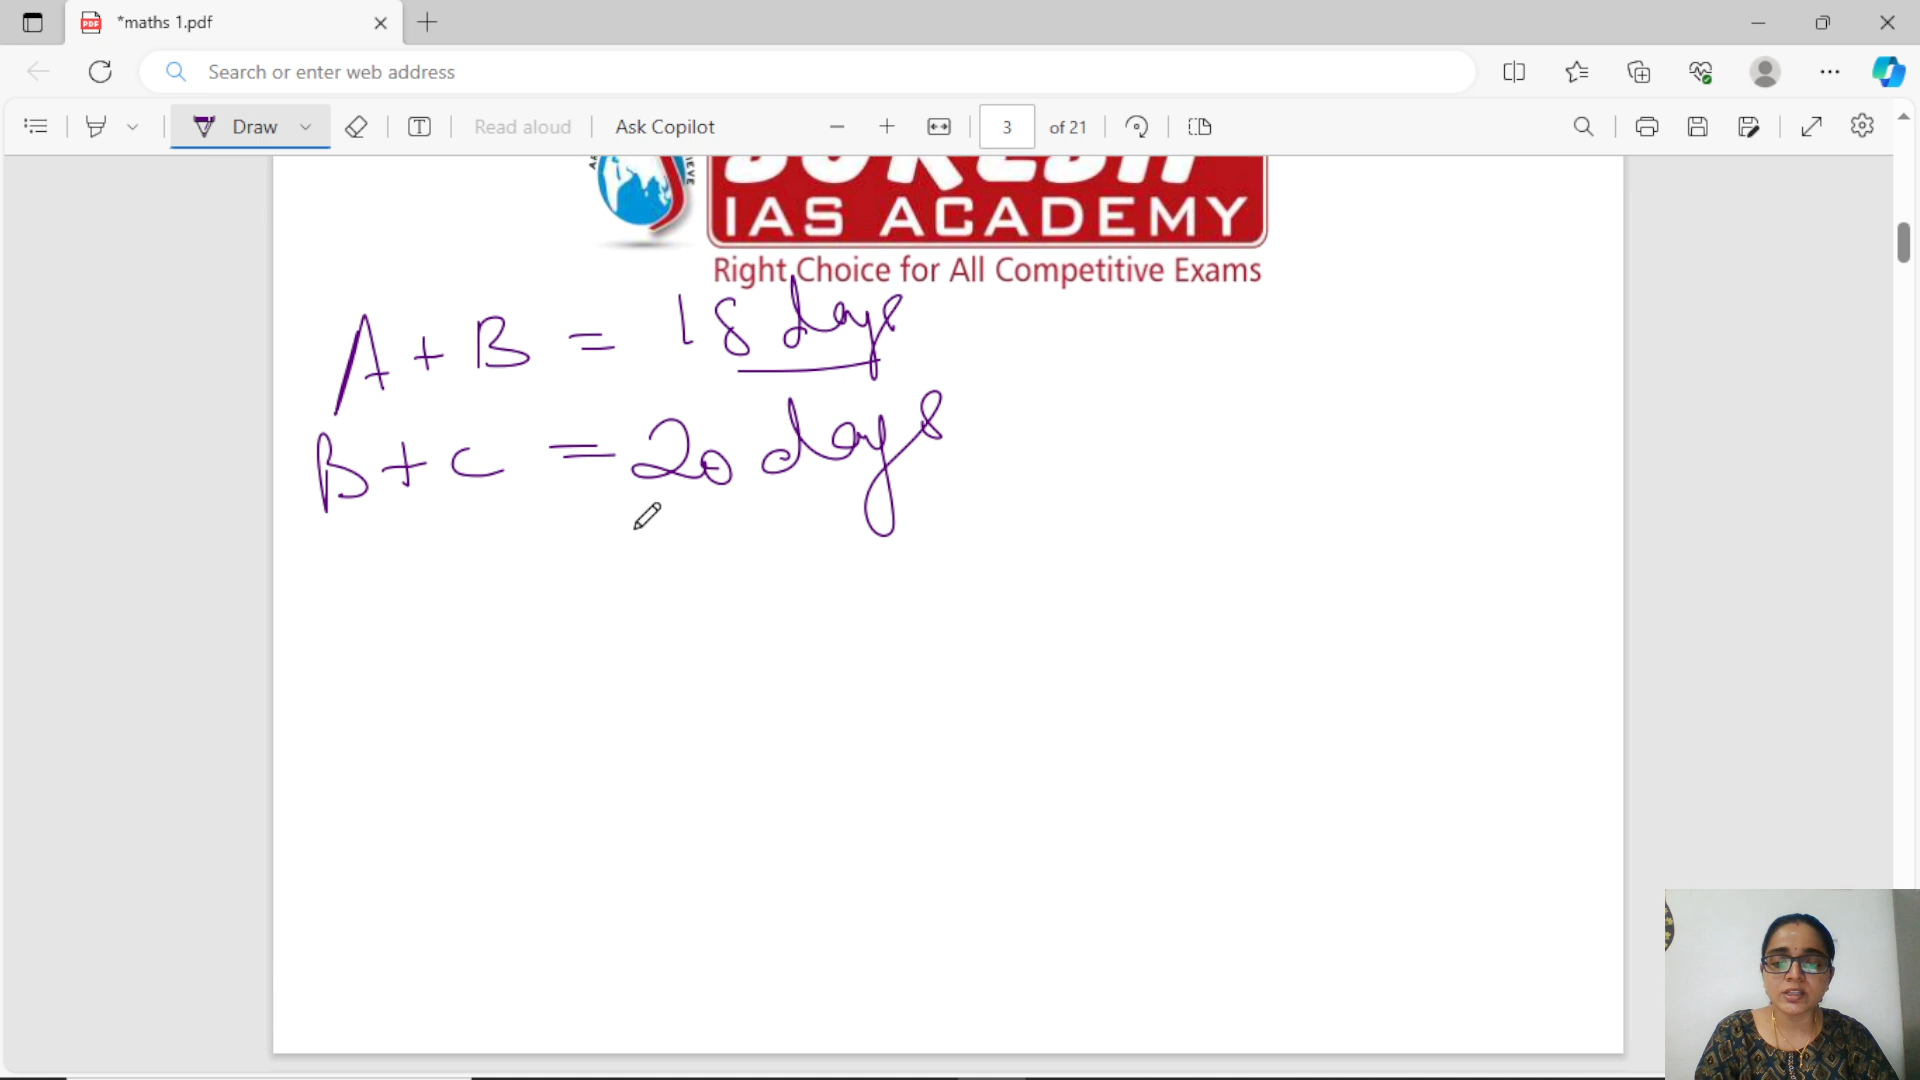 *maths 1.pdf
Search or enter web address
Draw
Read aloud
Ask Copilot
3 of 21
IEVE
IAS ACADEMY
Right Choice for All Competitive Exams
A + B = 18 days
B + C = 20 days